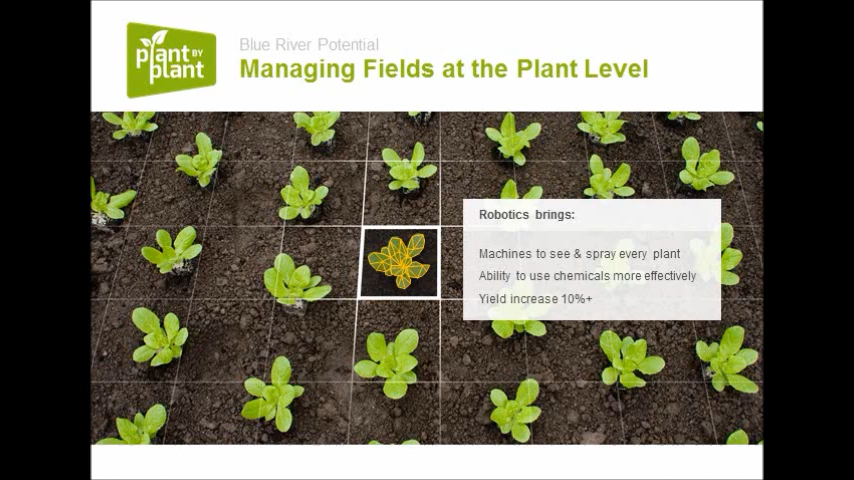 plant BY
plant
Blue River Potential
Managing Fields at the Plant Level
Robotics brings:
Machines to see & spray every plant
Ability to use chemicals more effectively
Yield increase 10%+